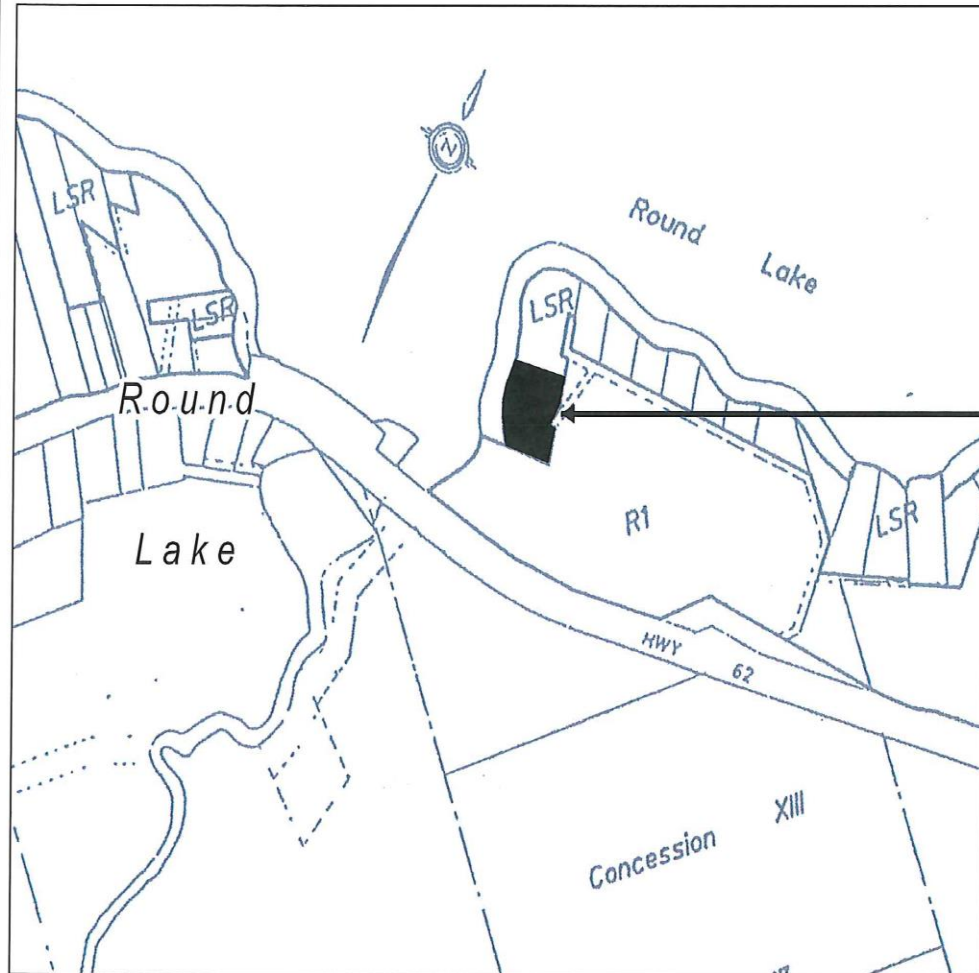 LSR
N
Round
Lake
LSR
LSR
Round
Lake
R1
LSR
HWY 62
Concession XIII